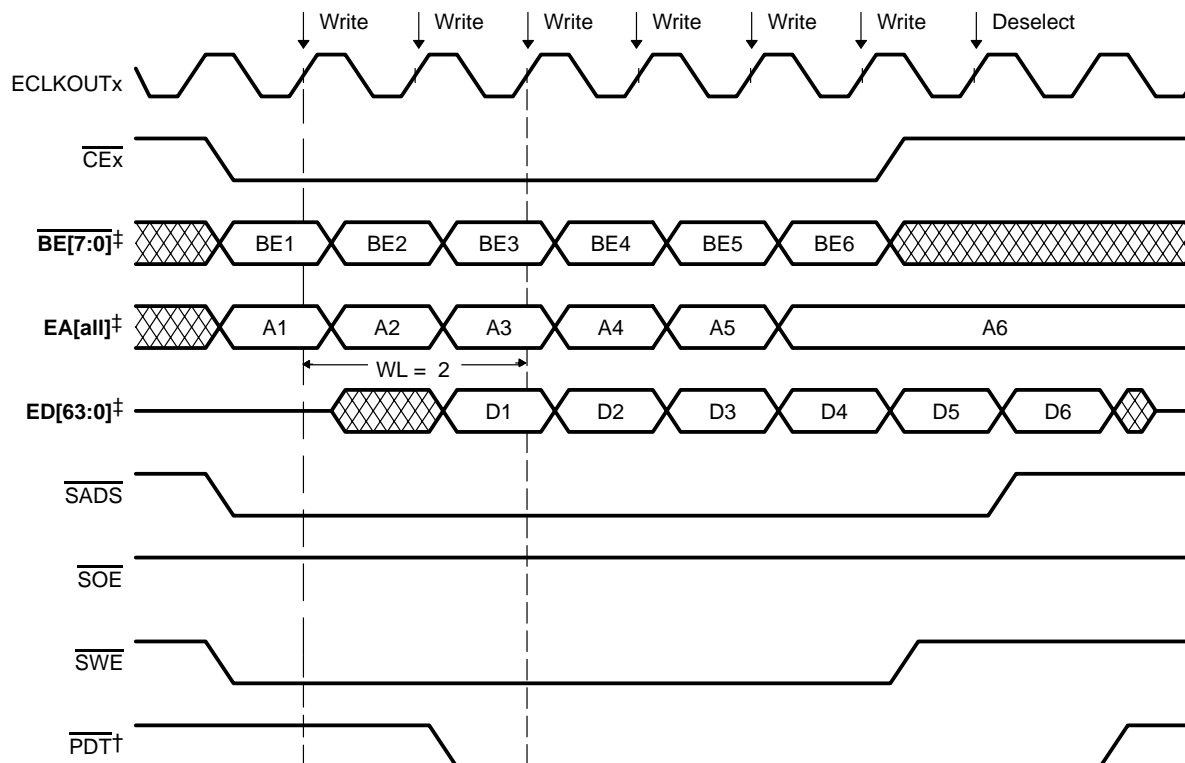 Write Write Write Write Write Write Deselect
ECLKOUTx
CEx
BE[7:0]‡ BE1 BE2 BE3 BE4 BE5 BE6
EA[all]‡ A1 A2 A3 A4 A5 A6
WL = 2
ED[63:0]‡ D1 D2 D3 D4 D5 D6
SADS
SOE
SWE
PDT†